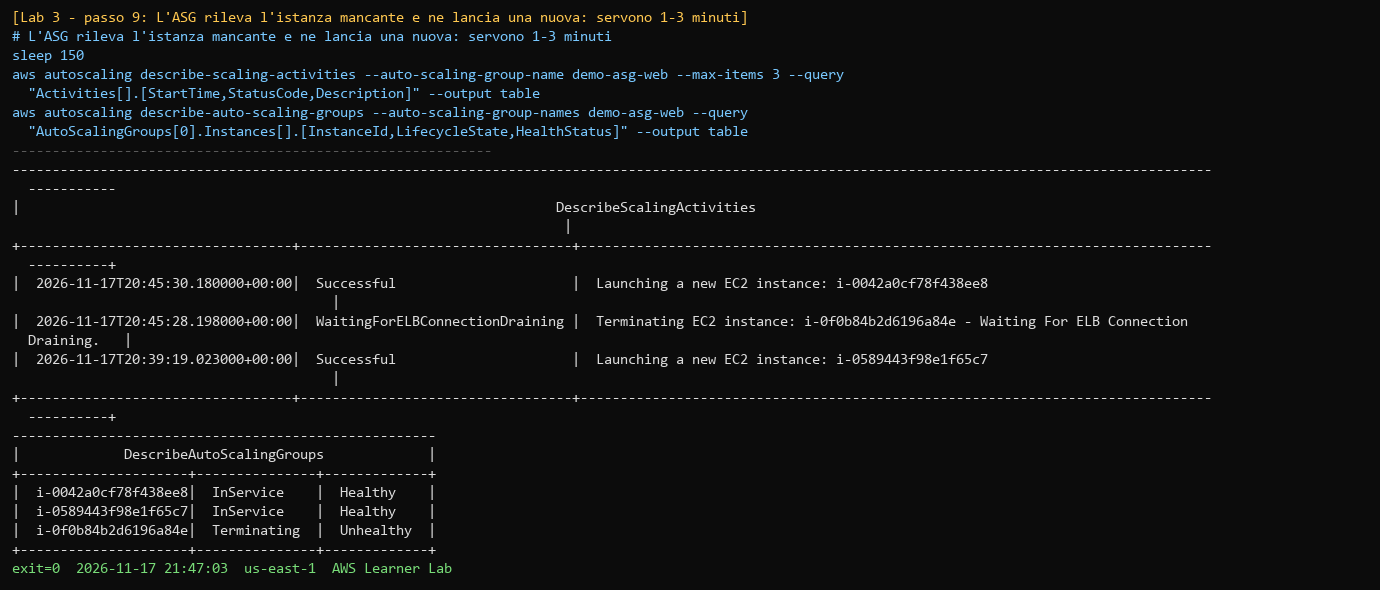 [Lab 3 - passo 9: L'ASG rileva l'istanza mancante e ne lancia una nuova: servono 1-3 minuti]
# L'ASG rileva l'istanza mancante e ne lancia una nuova: servono 1-3 minuti
sleep 150
aws autoscaling describe-scaling-activities --auto-scaling-group-name demo-asg-web --max-items 3 --query
  "Activities[].[StartTime,StatusCode,Description]" --output table
aws autoscaling describe-auto-scaling-groups --auto-scaling-group-names demo-asg-web --query
  "AutoScalingGroups[0].Instances[].[InstanceId,LifecycleState,HealthStatus]" --output table
------------------------------------------------------------
------------------------------------------------------------------------------------------------------------------------------------------------------
  -----------
|                                                                   DescribeScalingActivities
                                                                     |
+----------------------------------+----------------------------------+-------------------------------------------------------------------------------
  ----------+
|  2026-11-17T20:45:30.180000+00:00|  Successful                      |  Launching a new EC2 instance: i-0042a0cf78f438ee8
                                        |
|  2026-11-17T20:45:28.198000+00:00|  WaitingForELBConnectionDraining |  Terminating EC2 instance: i-0f0b84b2d6196a84e - Waiting For ELB Connection
  Draining.   |
|  2026-11-17T20:39:19.023000+00:00|  Successful                      |  Launching a new EC2 instance: i-0589443f98e1f65c7
                                        |
+----------------------------------+----------------------------------+-------------------------------------------------------------------------------
  ----------+
-----------------------------------------------------
|             DescribeAutoScalingGroups             |
+---------------------+---------------+-------------+
|  i-0042a0cf78f438ee8|  InService    |  Healthy    |
|  i-0589443f98e1f65c7|  InService    |  Healthy    |
|  i-0f0b84b2d6196a84e|  Terminating  |  Unhealthy  |
+---------------------+---------------+-------------+
exit=0  2026-11-17 21:47:03  us-east-1  AWS Learner Lab